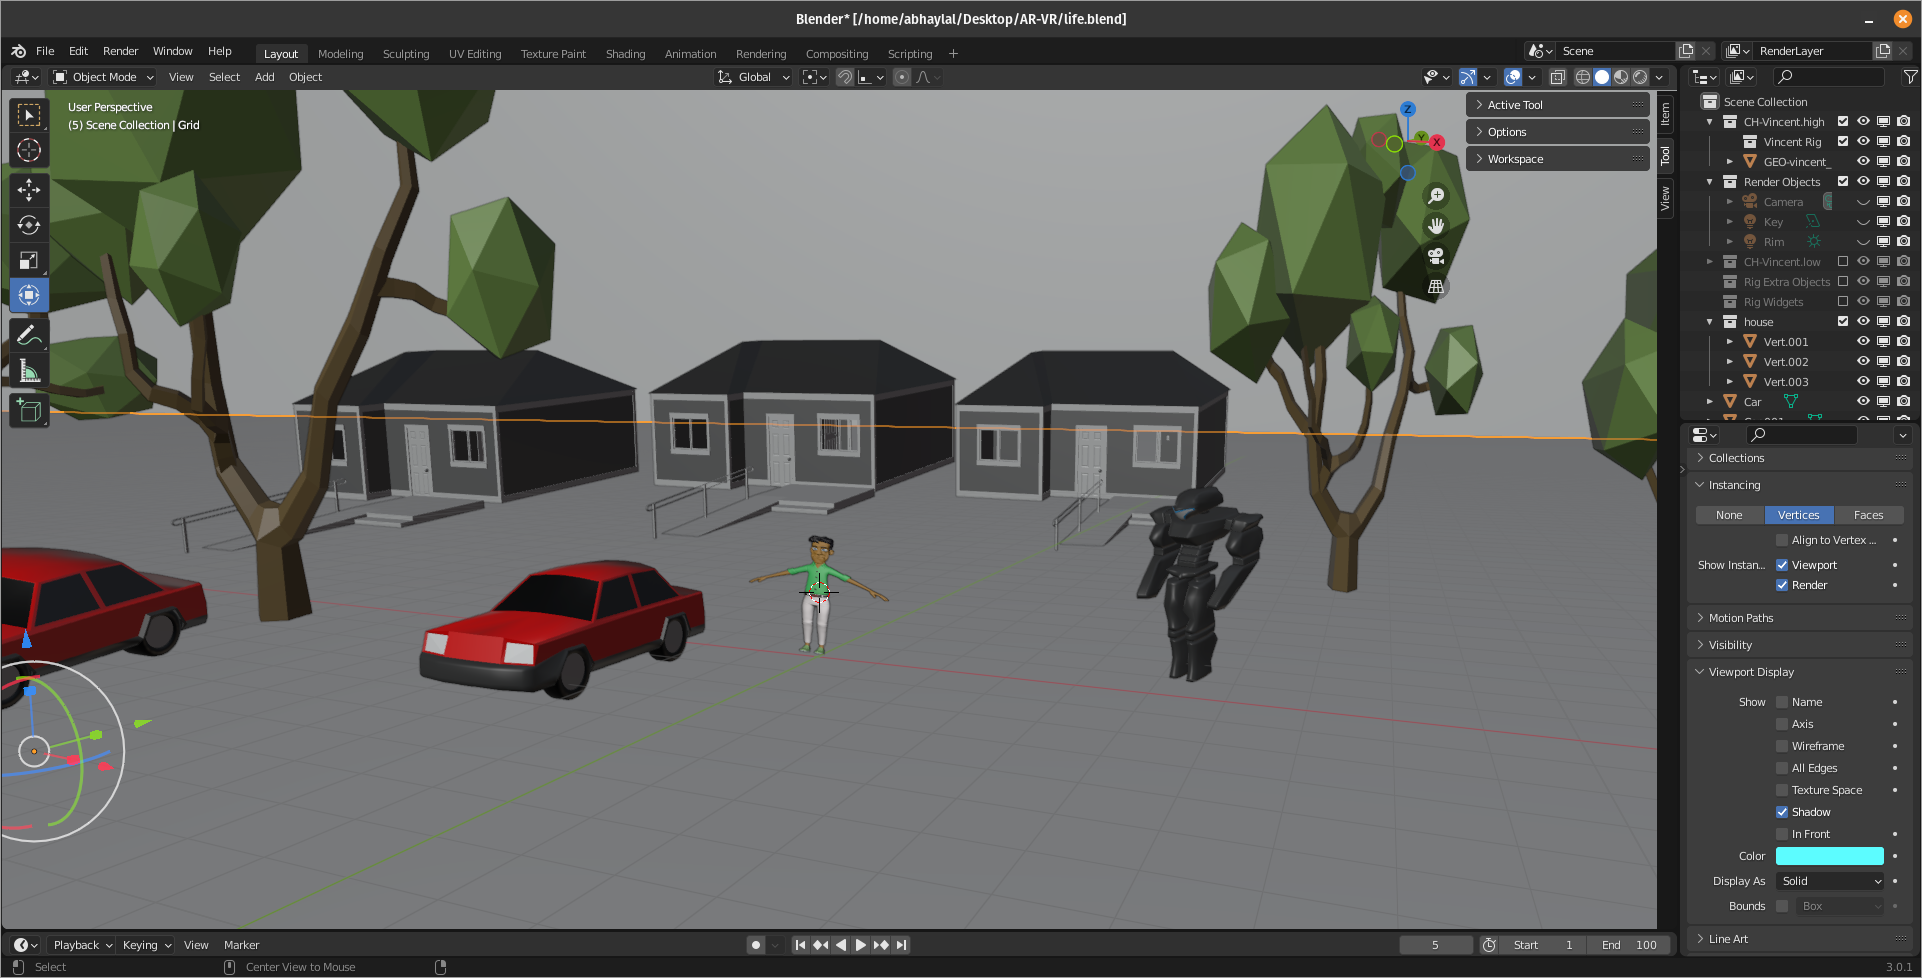 Blender* [/home/abhaylal/Desktop/AR-VR/life.blend]
File Edit Render Window Help Layout Modeling Sculpting UV Editing Texture Paint Shading Animation Rendering Compositing Scripting + Scene RenderLayer
Object Mode View Select Add Object Global
User Perspective
(5) Scene Collection | Grid
Active Tool
Options
Workspace
Item
Tool
View
Z
Y
X
Scene Collection
CH-Vincent.high
Vincent Rig
GEO-vincent_
Render Objects
Camera
Key
Rim
CH-Vincent.low
Rig Extra Objects
Rig Widgets
house
Vert.001
Vert.002
Vert.003
Car
Collections
Instancing
None Vertices Faces
Align to Vertex ...
Show Instan... Viewport
Render
Motion Paths
Visibility
Viewport Display
Show Name
Axis
Wireframe
All Edges
Texture Space
Shadow
In Front
Color
Display As Solid
Bounds Box
Line Art
Playback Keying View Marker 5 Start 1 End 100
Select Center View to Mouse 3.0.1